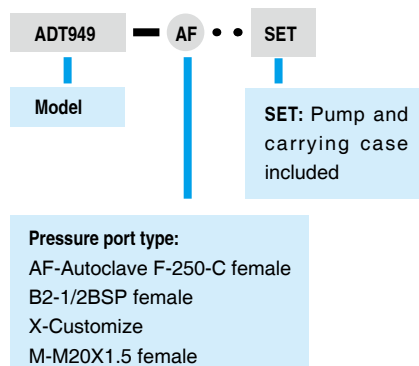 ADT949 — AF • • SET
Model
SET: Pump and
carrying case
included
Pressure port type:
AF-Autoclave F-250-C female
B2-1/2BSP female
X-Customize
M-M20X1.5 female